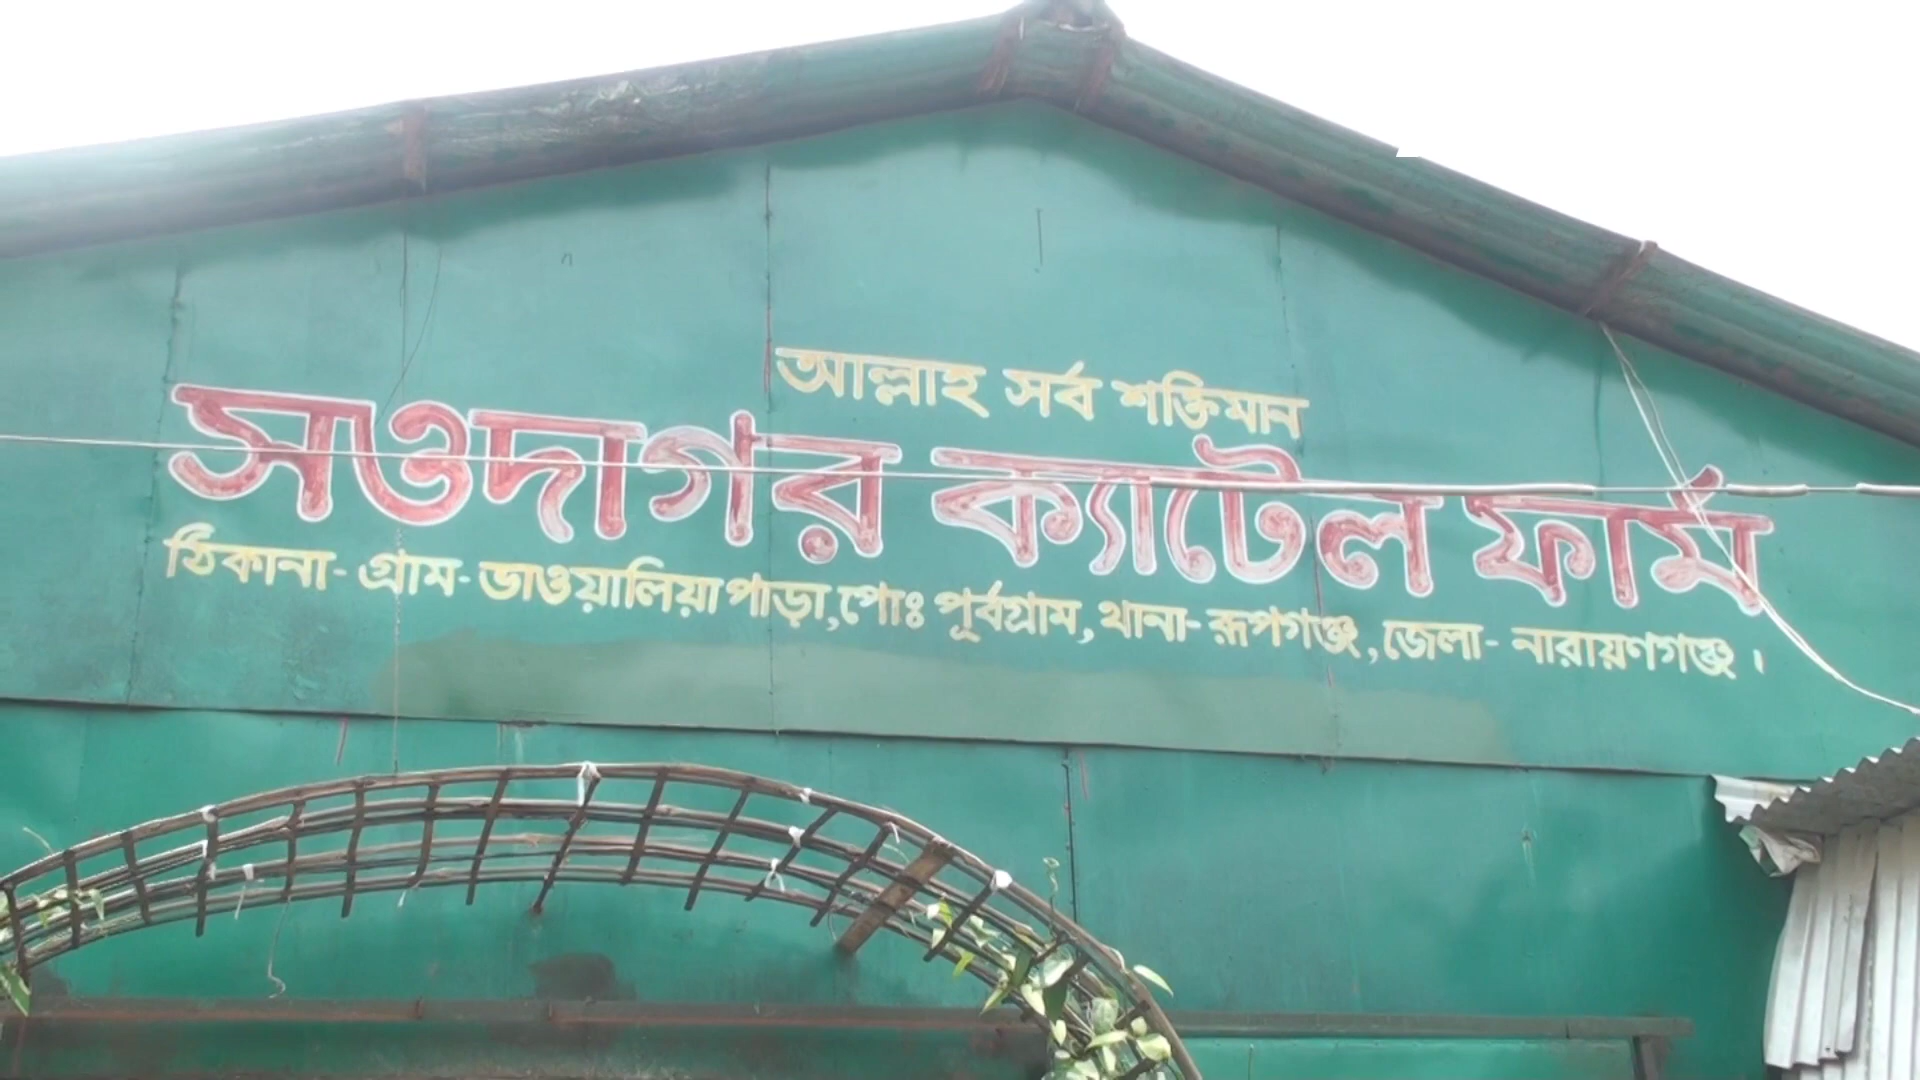 আল্লাহ সর্ব শক্তিমান
সওদাগর ক্যাটেল ফার্ম
ঠিকানা- গ্রাম- ভাওয়ালিয়া পাড়া, পোঃ পূর্বগ্রাম, থানা- রূপগঞ্জ, জেলা- নারায়ণগঞ্জ।